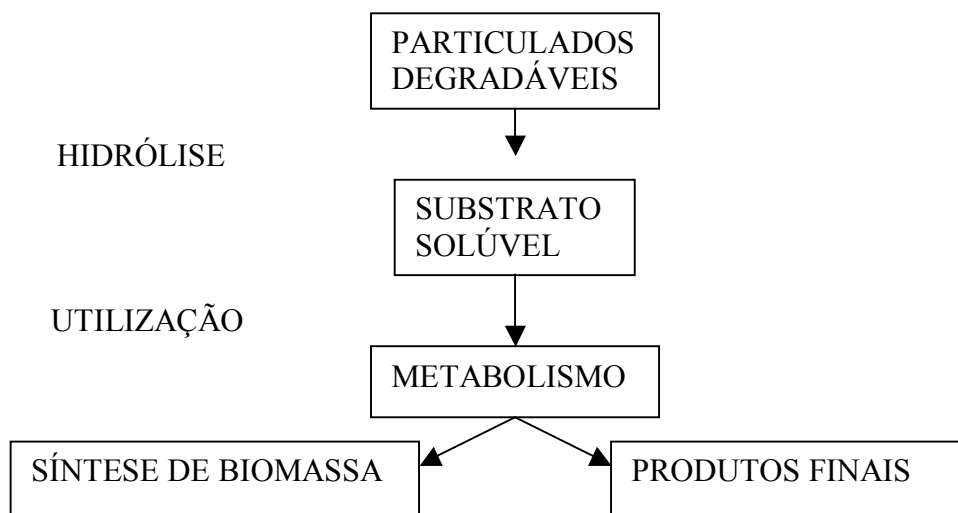 PARTICULADOS
DEGRADÁVEIS
HIDRÓLISE
SUBSTRATO
SOLÚVEL
UTILIZAÇÃO
METABOLISMO
SÍNTESE DE BIOMASSA
PRODUTOS FINAIS